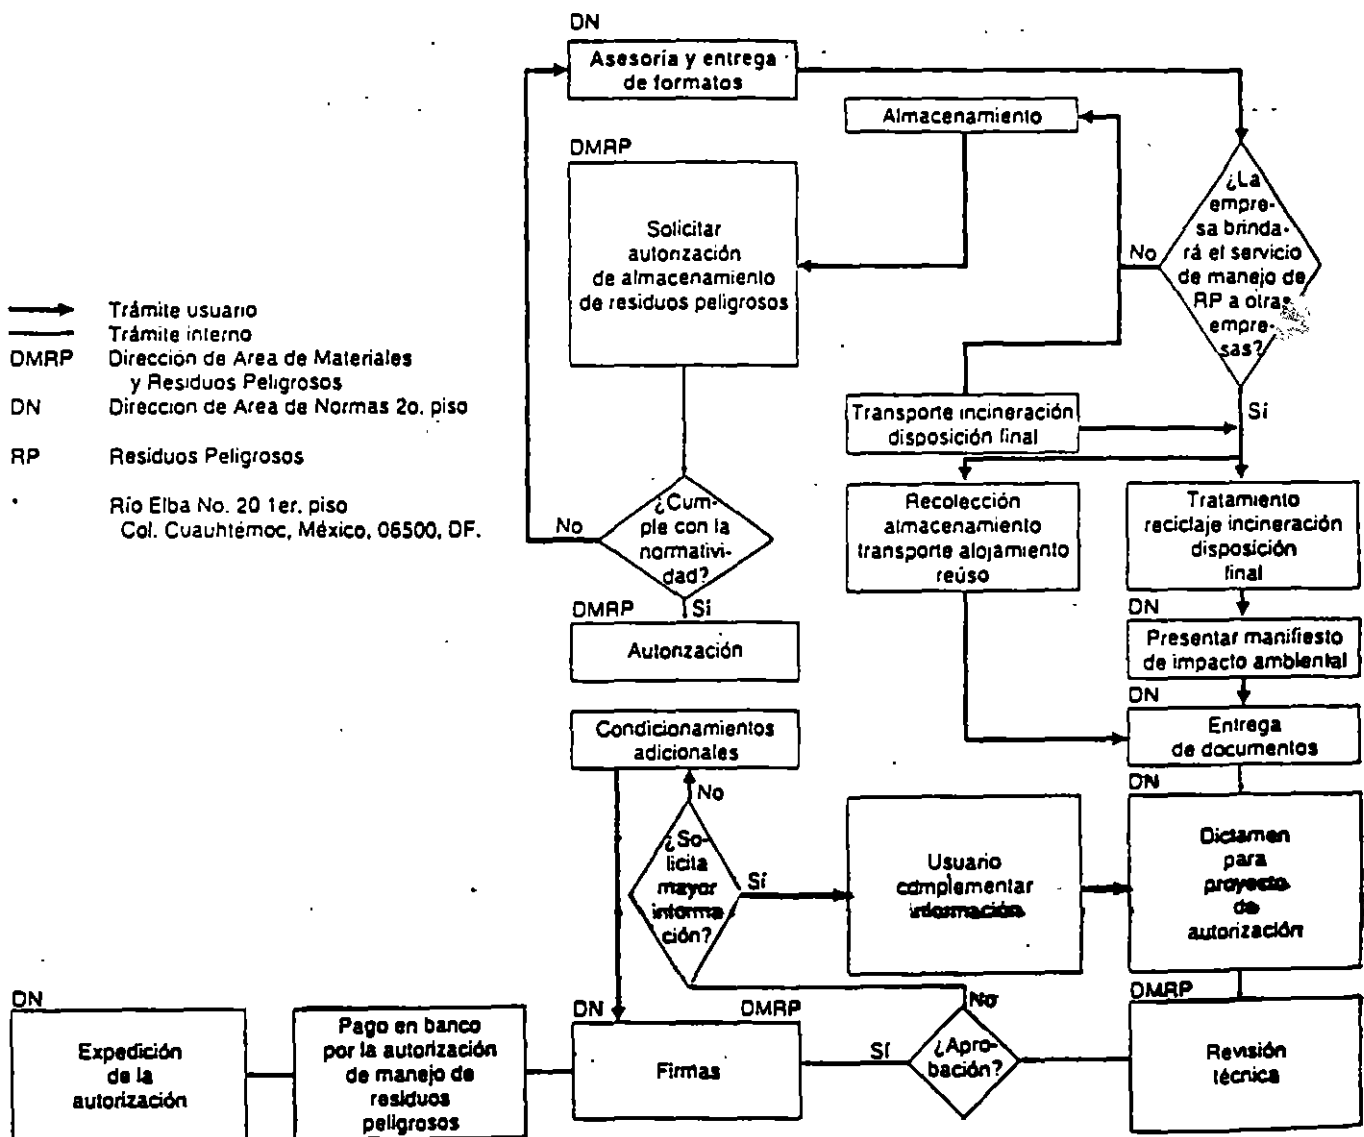 DN
Asesoría y entrega
de formatos
Almacenamiento
DMRP
Solicitar
autorización
de almacenamiento
de residuos peligrosos
¿La
empre-
sa brinda-
rá el servicio
de manejo de
RP a otras
empre-
sas?
No
Sí
Trámite usuario
Trámite interno
DMRP Dirección de Area de Materiales
y Residuos Peligrosos
DN Dirección de Area de Normas 2o. piso
RP Residuos Peligrosos
Río Elba No. 20 1er. piso
Col. Cuauhtémoc, México, 06500, DF.
Transporte incineración
disposición final
¿Cum-
ple con la
normativi-
dad?
No
Sí
Recolección
almacenamiento
transporte alojamiento
reúso
Tratamiento
reciclaje incineración
disposición
final
DMRP
Autorización
DN
Presentar manifiesto
de impacto ambiental
DN
Entrega
de documentos
Condicionamientos
adicionales
No
¿So-
licita
mayor
informa
ción?
Sí
Usuario
complementar
información
DN
Dictamen
para
proyecto
de
autorización
DMRP
Revisión
técnica
No
¿Apro-
bación?
Sí
DN
DMRP
Firmas
Pago en banco
por la autorización
de manejo de
residuos
peligrosos
DN
Expedición
de la
autorización